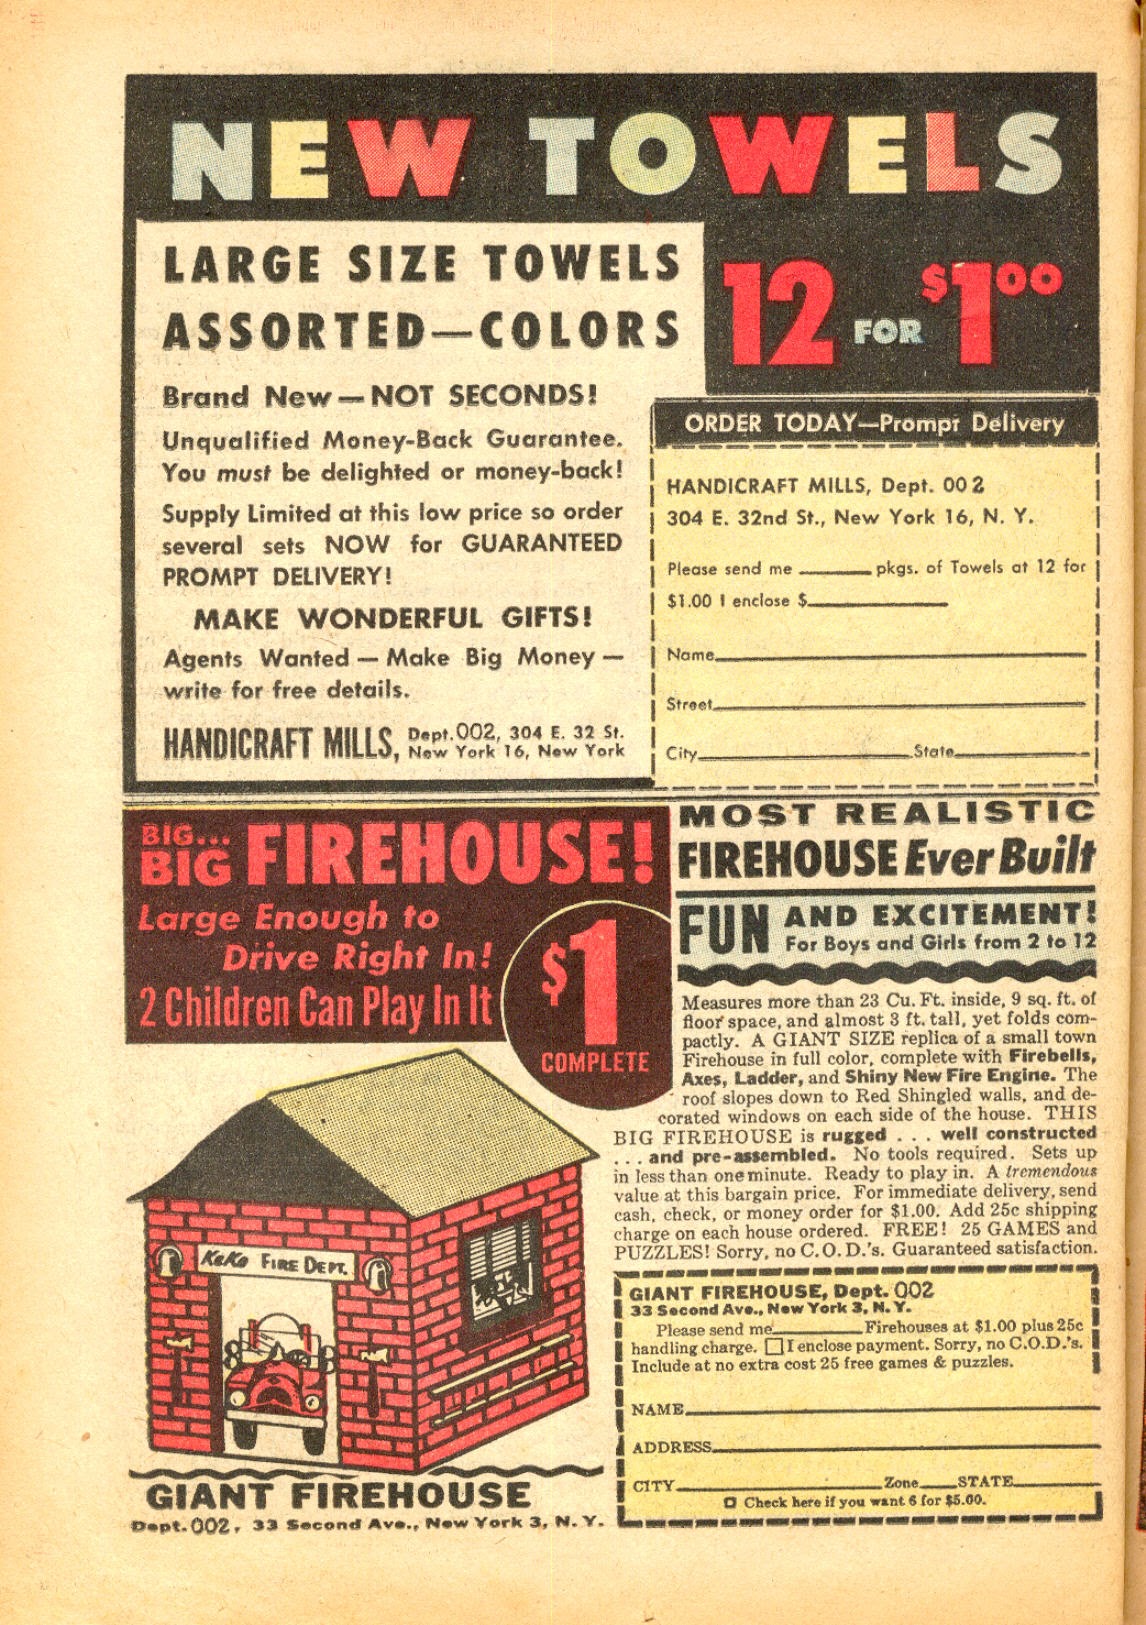 NEW TOWELS
LARGE SIZE TOWELS
ASSORTED—COLORS
12 FOR $1.00
Brand New—NOT SECONDS!
Unqualified Money-Back Guarantee.
You must be delighted or money-back!
Supply Limited at this low price so order
several sets NOW for GUARANTEED
PROMPT DELIVERY!
MAKE WONDERFUL GIFTS!
Agents Wanted — Make Big Money —
write for free details.
HANDICRAFT MILLS, Dept. 002, 304 E. 32 St.
New York 16, New York
ORDER TODAY—Prompt Delivery
HANDICRAFT MILLS, Dept. 002
304 E. 32nd St., New York 16, N. Y.
Please send me ______ pkgs. of Towels at 12 for
$1.00 I enclose $______
Name______
Street______
City______State______
BIG...
BIG FIREHOUSE!
Large Enough to
Drive Right In!
2 Children Can Play In It
$1
COMPLETE
MOST REALISTIC
FIREHOUSE Ever Built
FUN AND EXCITEMENT!
For Boys and Girls from 2 to 12
Measures more than 23 Cu. Ft. inside, 9 sq. ft. of
floor space, and almost 3 ft. tall, yet folds com-
pactly. A GIANT SIZE replica of a small town
Firehouse in full color, complete with Firebells,
Axes, Ladder, and Shiny New Fire Engine. The
roof slopes down to Red Shingled walls, and de-
corated windows on each side of the house. THIS
BIG FIREHOUSE is rugged . . . well constructed
. . . and pre-assembled. No tools required. Sets up
in less than one minute. Ready to play in. A tremendous
value at this bargain price. For immediate delivery, send
cash, check, or money order for $1.00. Add 25c shipping
charge on each house ordered. FREE! 25 GAMES and
PUZZLES! Sorry, no C.O.D.'s. Guaranteed satisfaction.
KeKo FIRE DEPT.
GIANT FIREHOUSE
Dept. 002, 33 Second Ave., New York 3, N. Y.
GIANT FIREHOUSE, Dept. 002
33 Second Ave., New York 3, N. Y.
Please send me______Firehouses at $1.00 plus 25c
handling charge. ☐ I enclose payment. Sorry, no C.O.D.'s.
Include at no extra cost 25 free games & puzzles.
NAME______
ADDRESS______
CITY______Zone____STATE______
☐ Check here if you want 6 for $5.00.